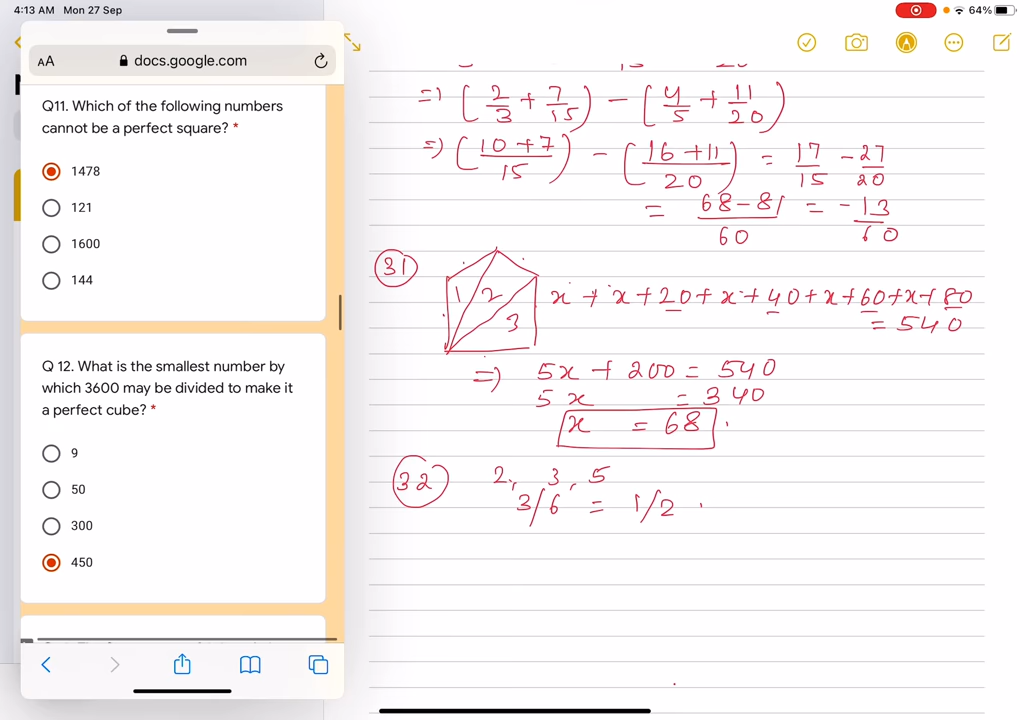 4:13 AM Mon 27 Sep
64%
AA
docs.google.com
Q11. Which of the following numbers
cannot be a perfect square? *
1478
121
1600
144
Q 12. What is the smallest number by
which 3600 may be divided to make it
a perfect cube? *
9
50
300
450
=) (2/3 + 7/15) - (4/5 + 11/20)
=) (10+7/15) - (16+11/20) = 17/15 - 27/20
= 68-81/60 = -13/60
31
1 2 3
x + x + 20 + x + 40 + x + 60 + x + 80
= 540
=) 5x + 200 = 540
5x = 340
x = 68
32
2, 3, 5
3/6 = 1/2